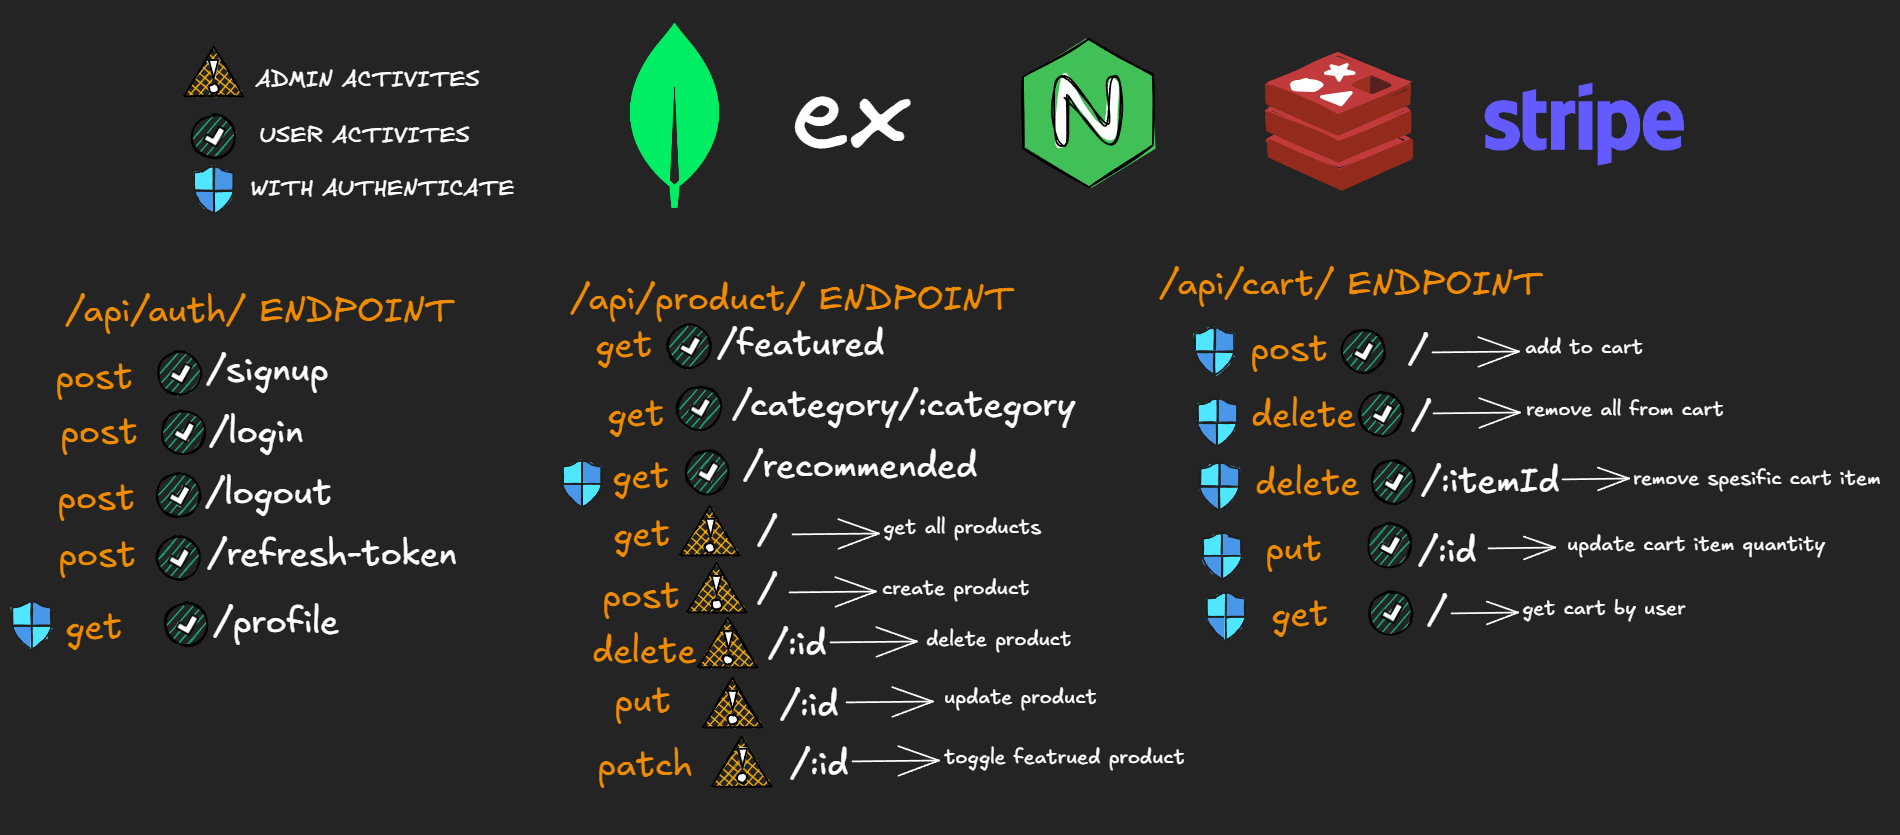 ADMIN ACTIVITES
USER ACTIVITES
WITH AUTHENTICATE
ex
N
stripe
/api/auth/ ENDPOINT
post /signup
post /login
post /logout
post /refresh-token
get /profile
/api/product/ ENDPOINT
get /featured
get /category/:category
get /recommended
get / get all products
post / create product
delete /:id delete product
put /:id update product
patch /:id toggle featrued product
/api/cart/ ENDPOINT
post / add to cart
delete / remove all from cart
delete /:itemId remove spesific cart item
put /:id update cart item quantity
get / get cart by user